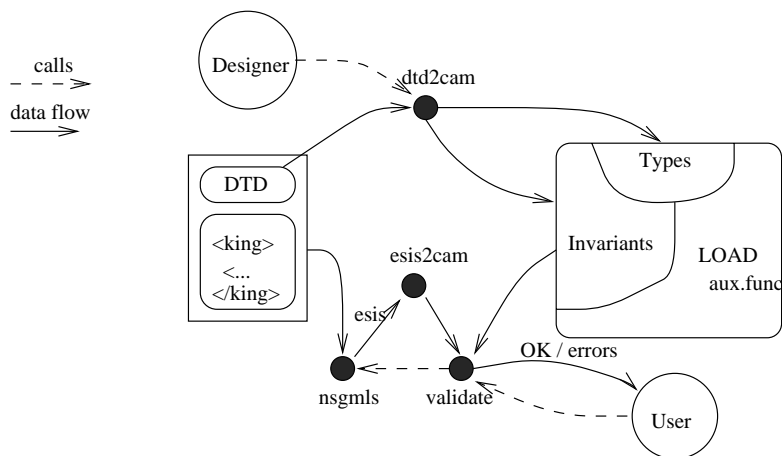 calls
data flow
Designer
dtd2cam
DTD
<king>
<...
</king>
Types
Invariants
LOAD
aux.func
esis2cam
esis
nsgmls
validate
OK / errors
User